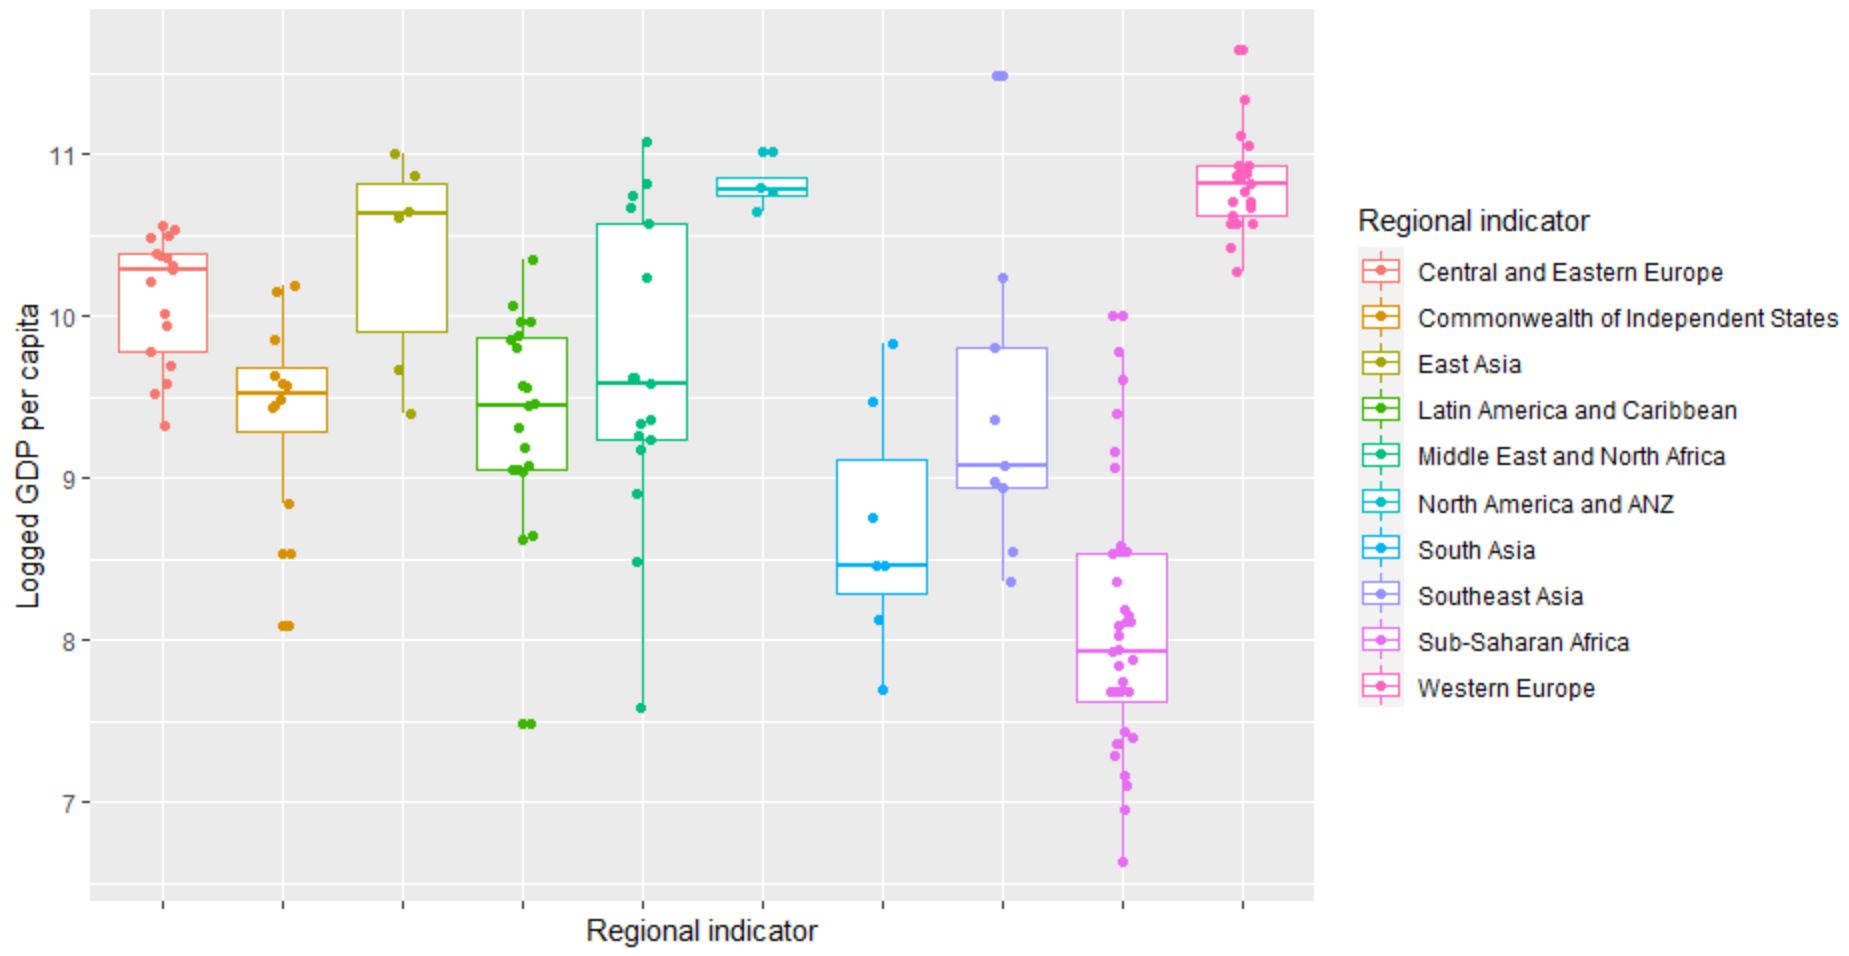 Logged GDP per capita
11
10
9
8
7
Regional indicator
Regional indicator
Central and Eastern Europe
Commonwealth of Independent States
East Asia
Latin America and Caribbean
Middle East and North Africa
North America and ANZ
South Asia
Southeast Asia
Sub-Saharan Africa
Western Europe